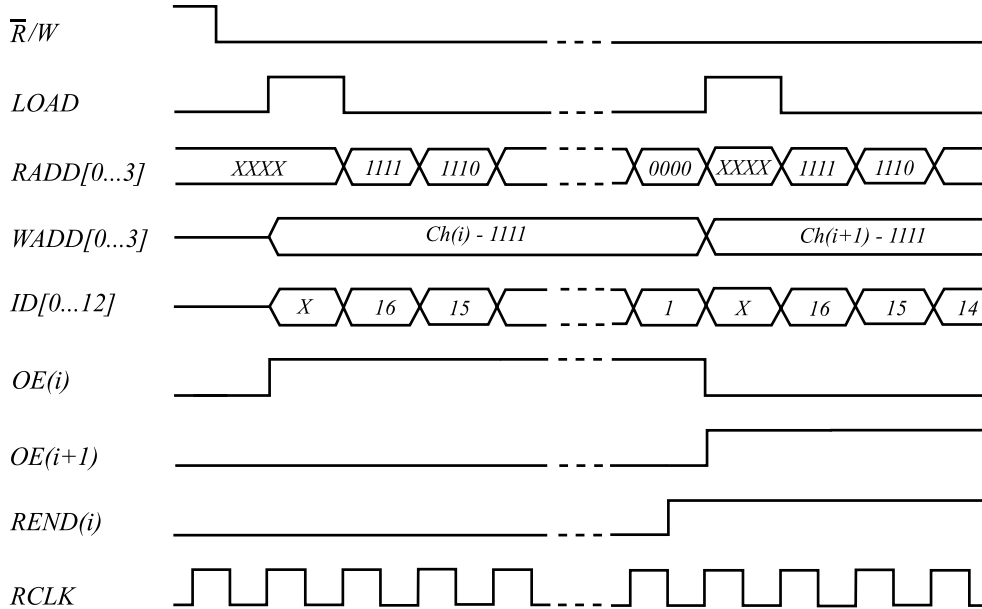 R̅/W
LOAD
RADD[0...3] XXXX 1111 1110 0000 XXXX 1111 1110
WADD[0...3] Ch(i) - 1111 Ch(i+1) - 1111
ID[0...12] X 16 15 1 X 16 15 14
OE(i)
OE(i+1)
REND(i)
RCLK